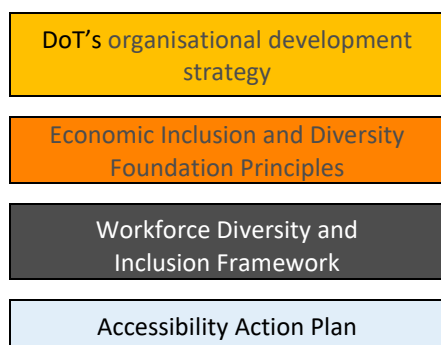 DoT's organisational development
strategy
Economic Inclusion and Diversity
Foundation Principles
Workforce Diversity and
Inclusion Framework
Accessibility Action Plan